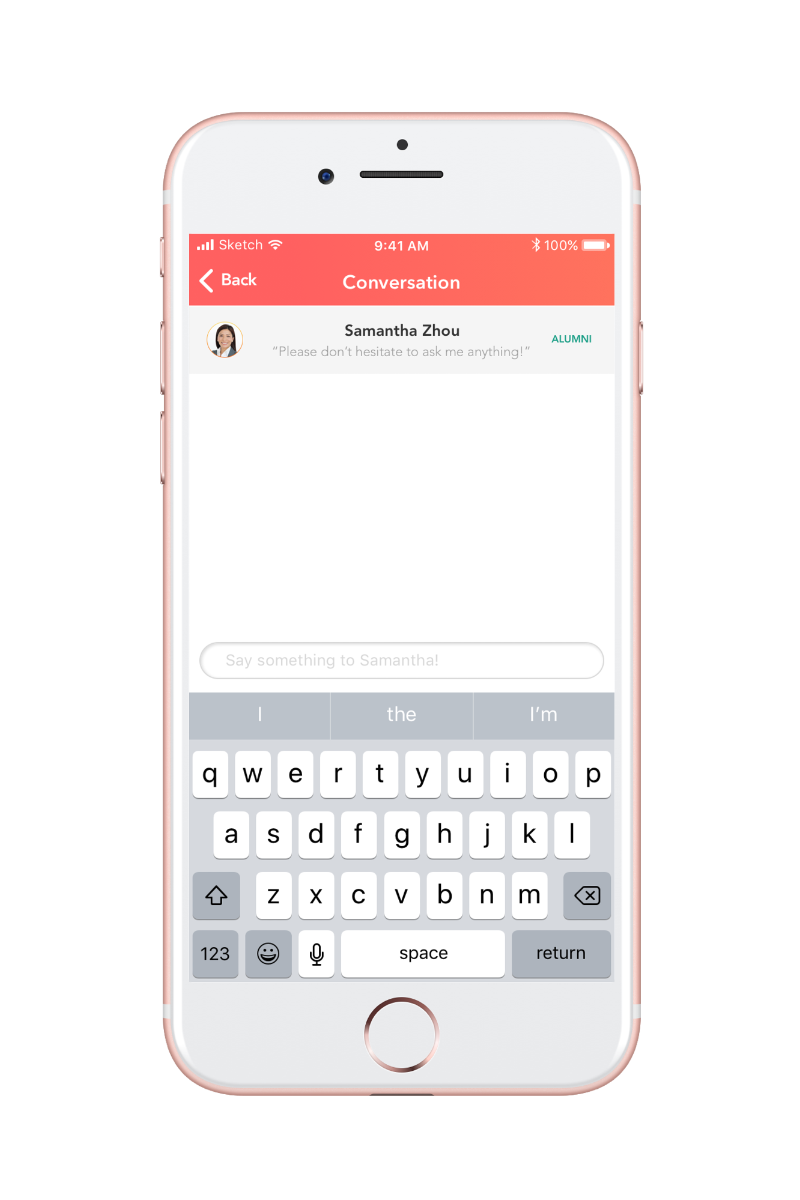 Sketch 9:41 AM 100%
Back Conversation
Samantha Zhou
“Please don’t hesitate to ask me anything!” ALUMNI
Say something to Samantha!
I the I’m
q w e r t y u i o p
a s d f g h j k l
z x c v b n m
123 space return